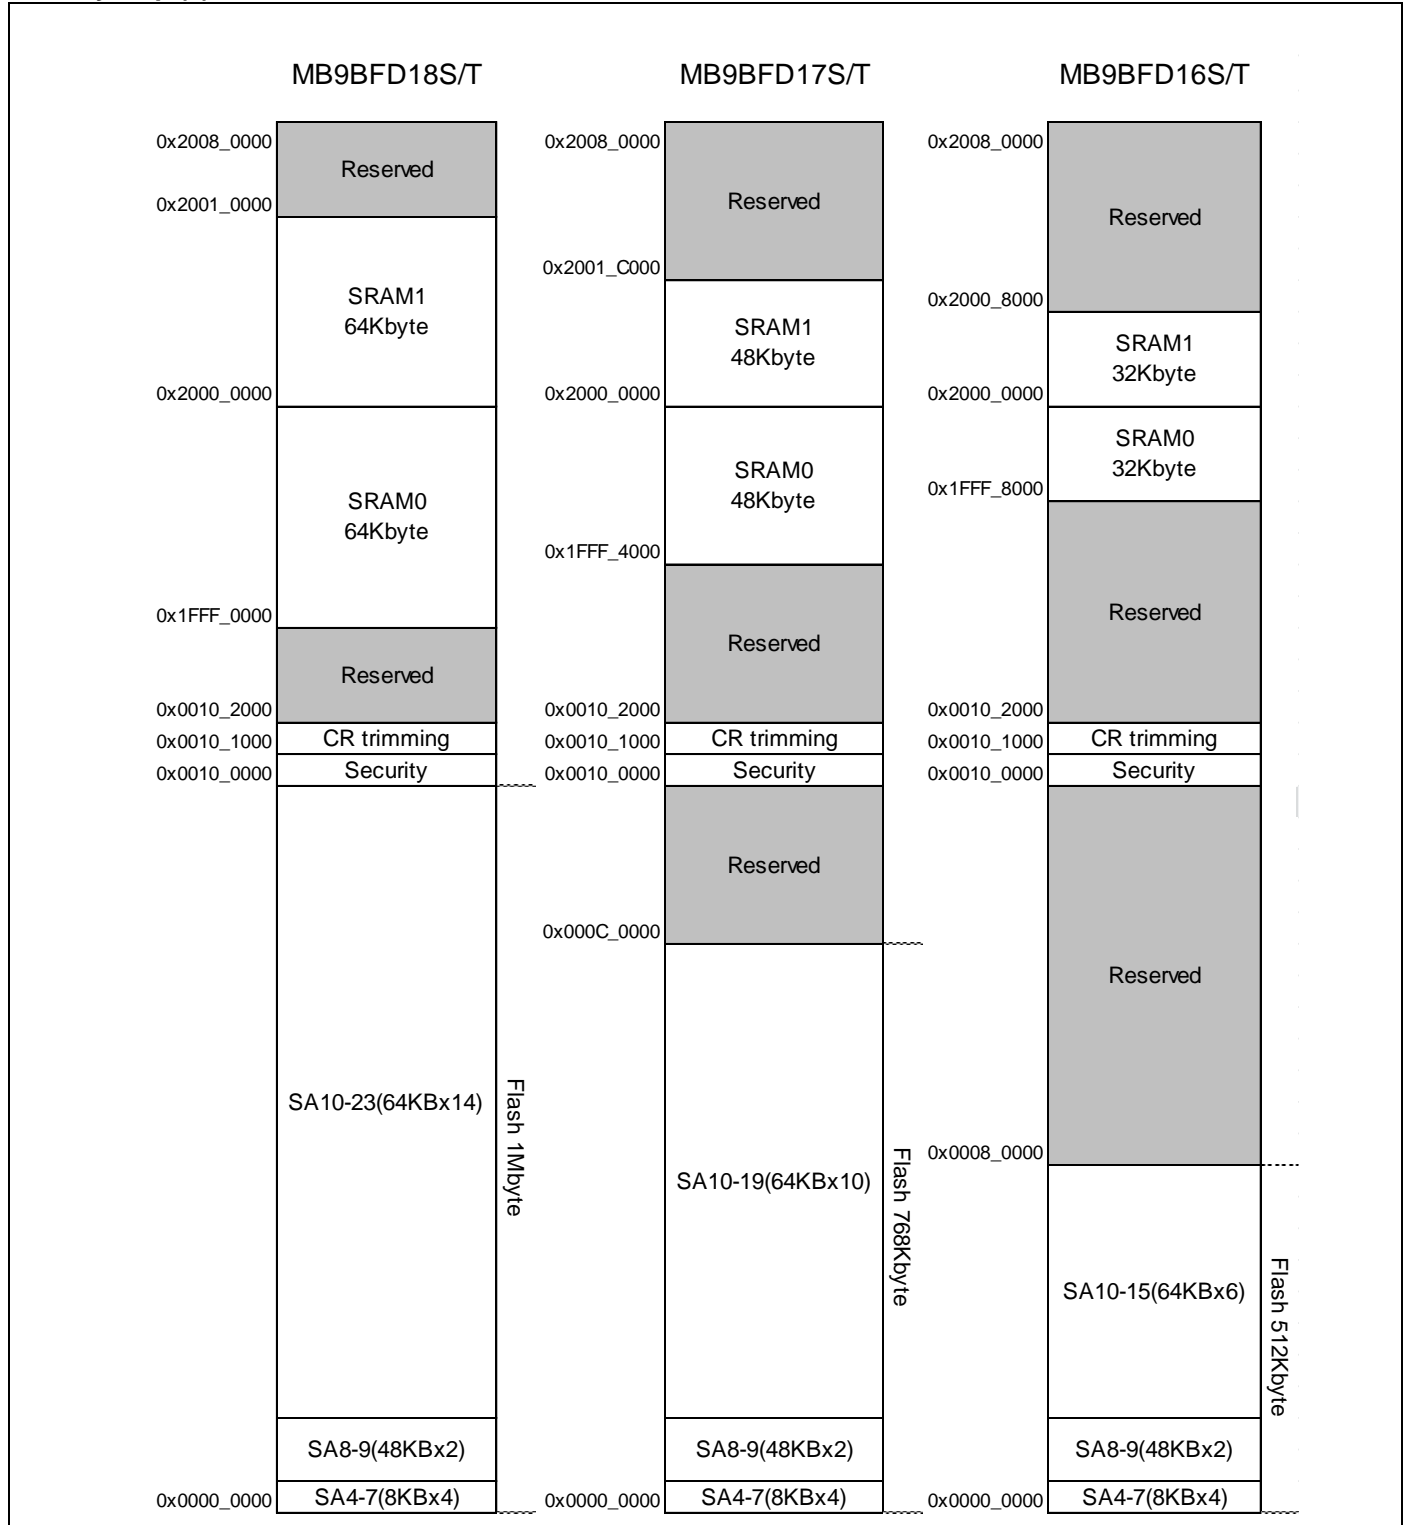 MB9BFD18S/T
MB9BFD17S/T
MB9BFD16S/T
0x2008_0000
Reserved
0x2001_0000
SRAM1
64Kbyte
0x2000_0000
SRAM0
64Kbyte
0x1FFF_0000
Reserved
0x0010_2000
CR trimming
0x0010_1000
Security
0x0010_0000
SA10-23(64KBx14)
Flash 1Mbyte
SA8-9(48KBx2)
SA4-7(8KBx4)
0x0000_0000
0x2008_0000
Reserved
0x2001_C000
SRAM1
48Kbyte
0x2000_0000
SRAM0
48Kbyte
0x1FFF_4000
Reserved
0x0010_2000
CR trimming
0x0010_1000
Security
0x0010_0000
Reserved
0x000C_0000
SA10-19(64KBx10)
Flash 768Kbyte
SA8-9(48KBx2)
SA4-7(8KBx4)
0x0000_0000
0x2008_0000
Reserved
0x2000_8000
SRAM1
32Kbyte
0x2000_0000
SRAM0
32Kbyte
0x1FFF_8000
Reserved
0x0010_2000
CR trimming
0x0010_1000
Security
0x0010_0000
Reserved
0x0008_0000
SA10-15(64KBx6)
Flash 512Kbyte
SA8-9(48KBx2)
SA4-7(8KBx4)
0x0000_0000